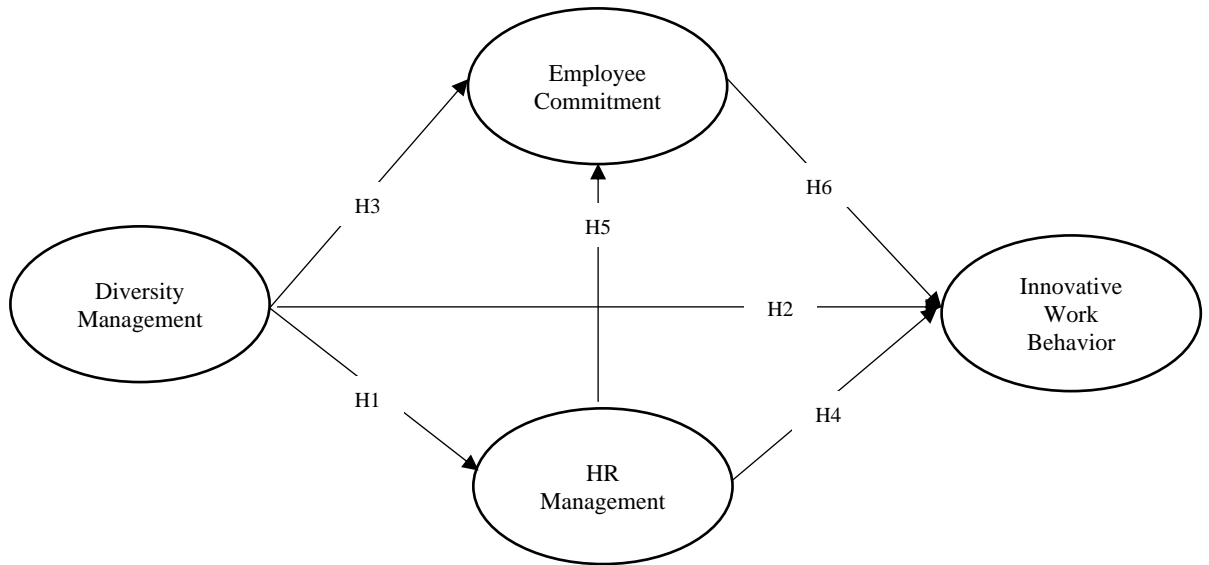 Employee
Commitment
H6
H3
H5
Diversity
Management
Innovative
Work
Behavior
H2
H1
H4
HR
Management